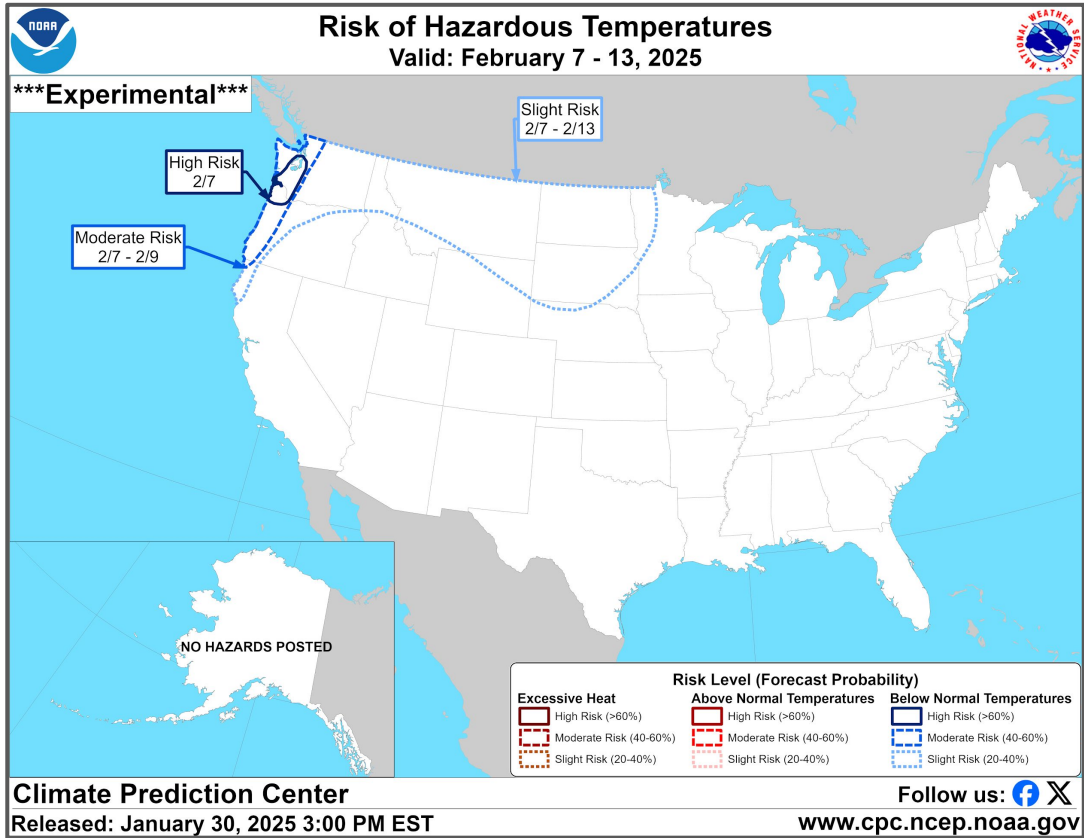 NOAA
Risk of Hazardous Temperatures
Valid: February 7 - 13, 2025
NATIONAL WEATHER SERVICE
***Experimental***
Slight Risk
2/7 - 2/13
High Risk
2/7
Moderate Risk
2/7 - 2/9
NO HAZARDS POSTED
Risk Level (Forecast Probability)
Excessive Heat
High Risk (>60%)
Moderate Risk (40-60%)
Slight Risk (20-40%)
Above Normal Temperatures
High Risk (>60%)
Moderate Risk (40-60%)
Slight Risk (20-40%)
Below Normal Temperatures
High Risk (>60%)
Moderate Risk (40-60%)
Slight Risk (20-40%)
Climate Prediction Center
Released: January 30, 2025 3:00 PM EST
Follow us:
www.cpc.ncep.noaa.gov